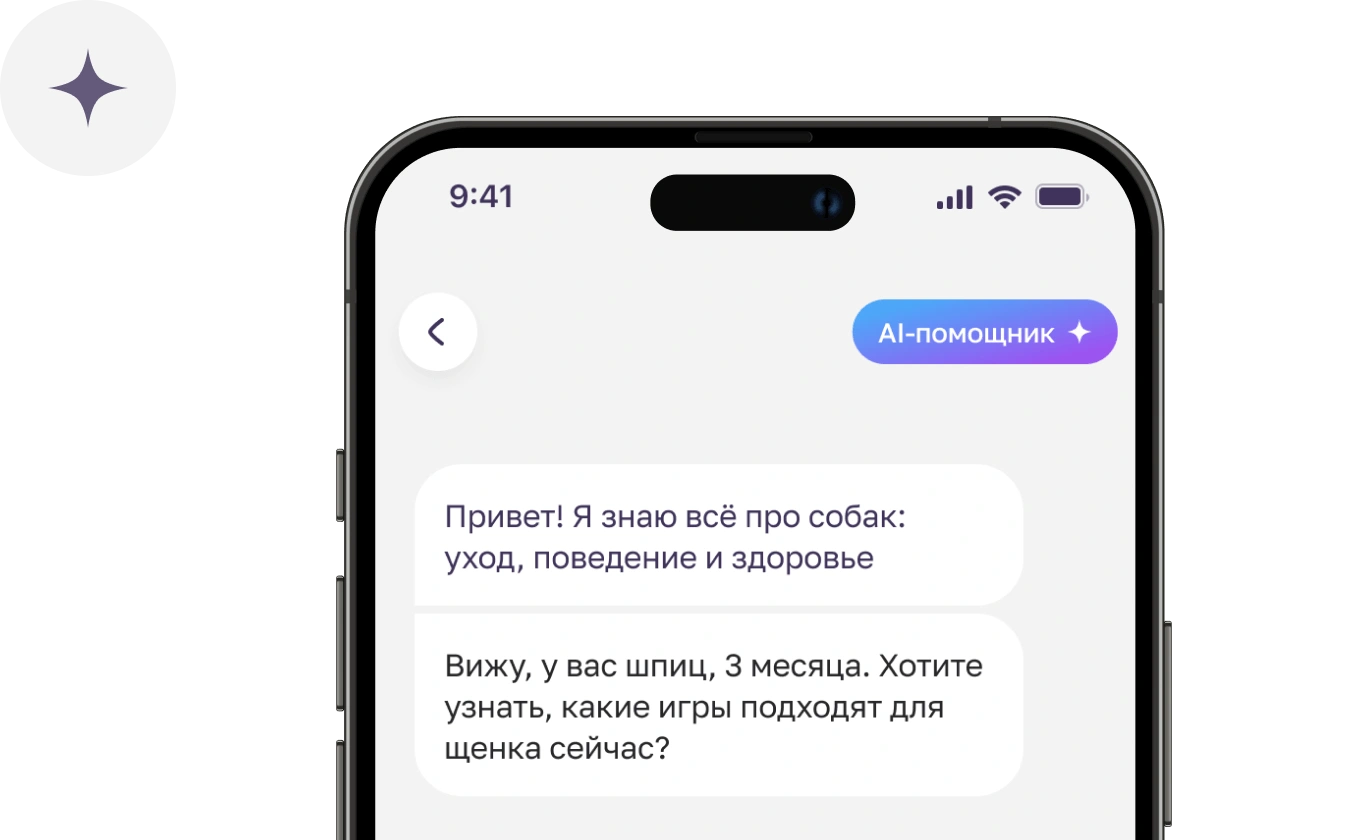 9:41
AI-помощник
Привет! Я знаю всё про собак:
уход, поведение и здоровье
Вижу, у вас шпиц, 3 месяца. Хотите
узнать, какие игры подходят для
щенка сейчас?